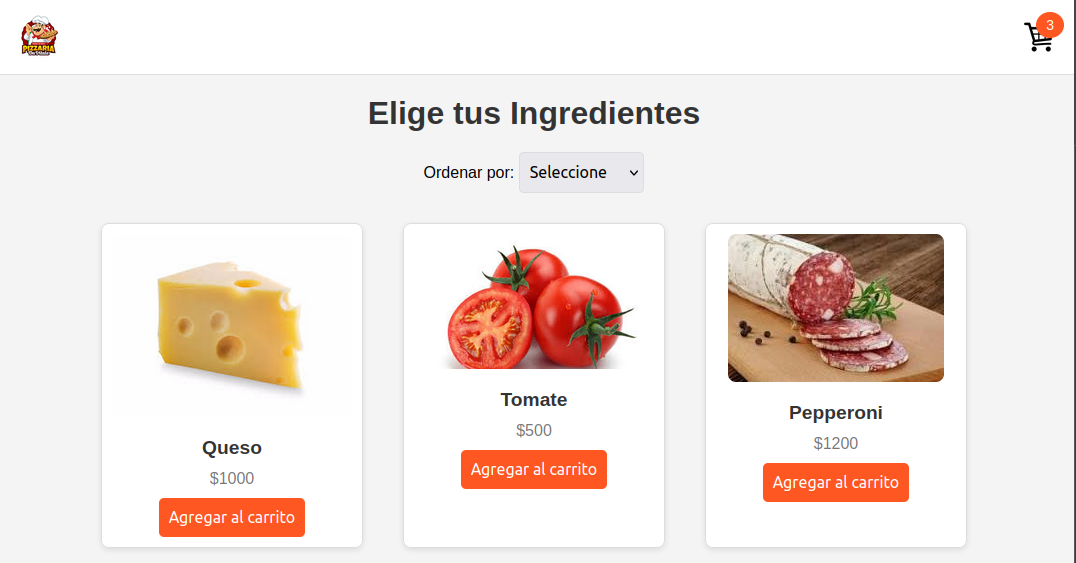 PIZZARIA
3
Elige tus Ingredientes
Ordenar por: Seleccione
Queso
$1000
Agregar al carrito
Tomate
$500
Agregar al carrito
Pepperoni
$1200
Agregar al carrito